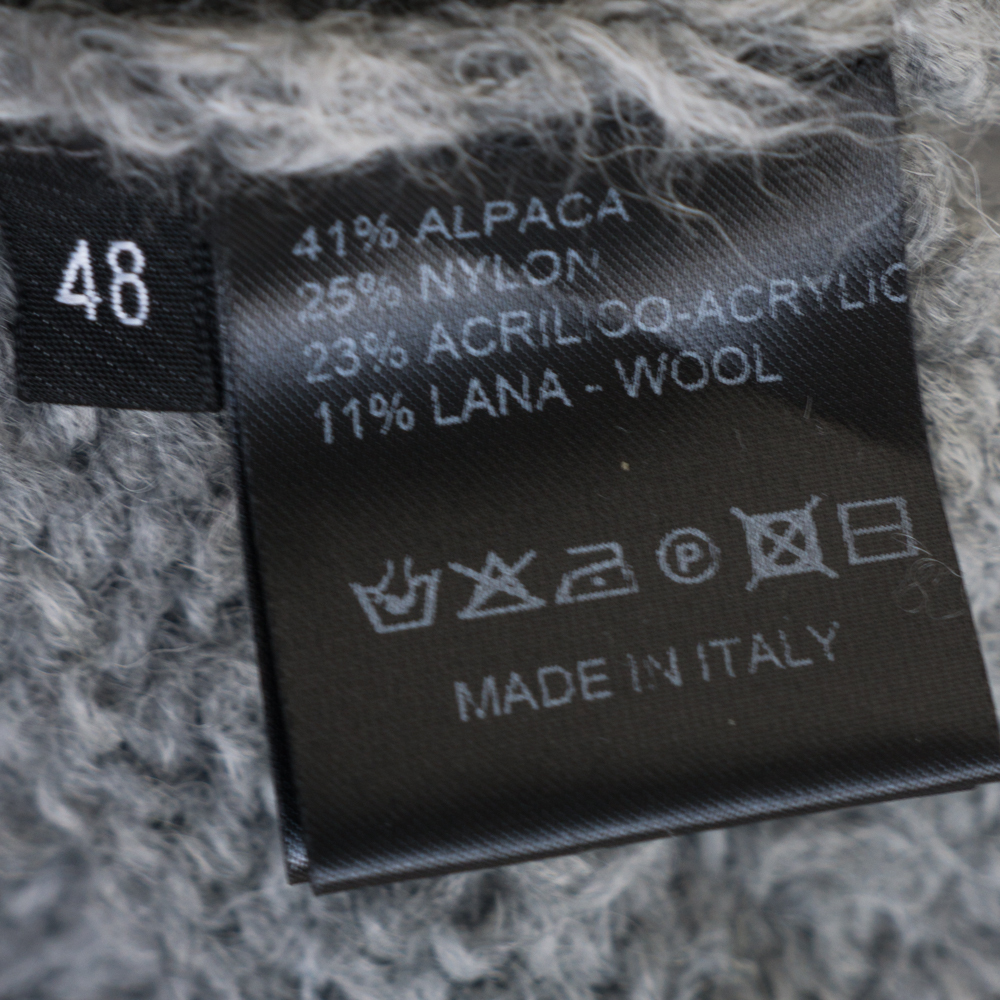 48
41% ALPACA
25% NYLON
23% ACRILICO-ACRYLIC
11% LANA - WOOL
P
MADE IN ITALY